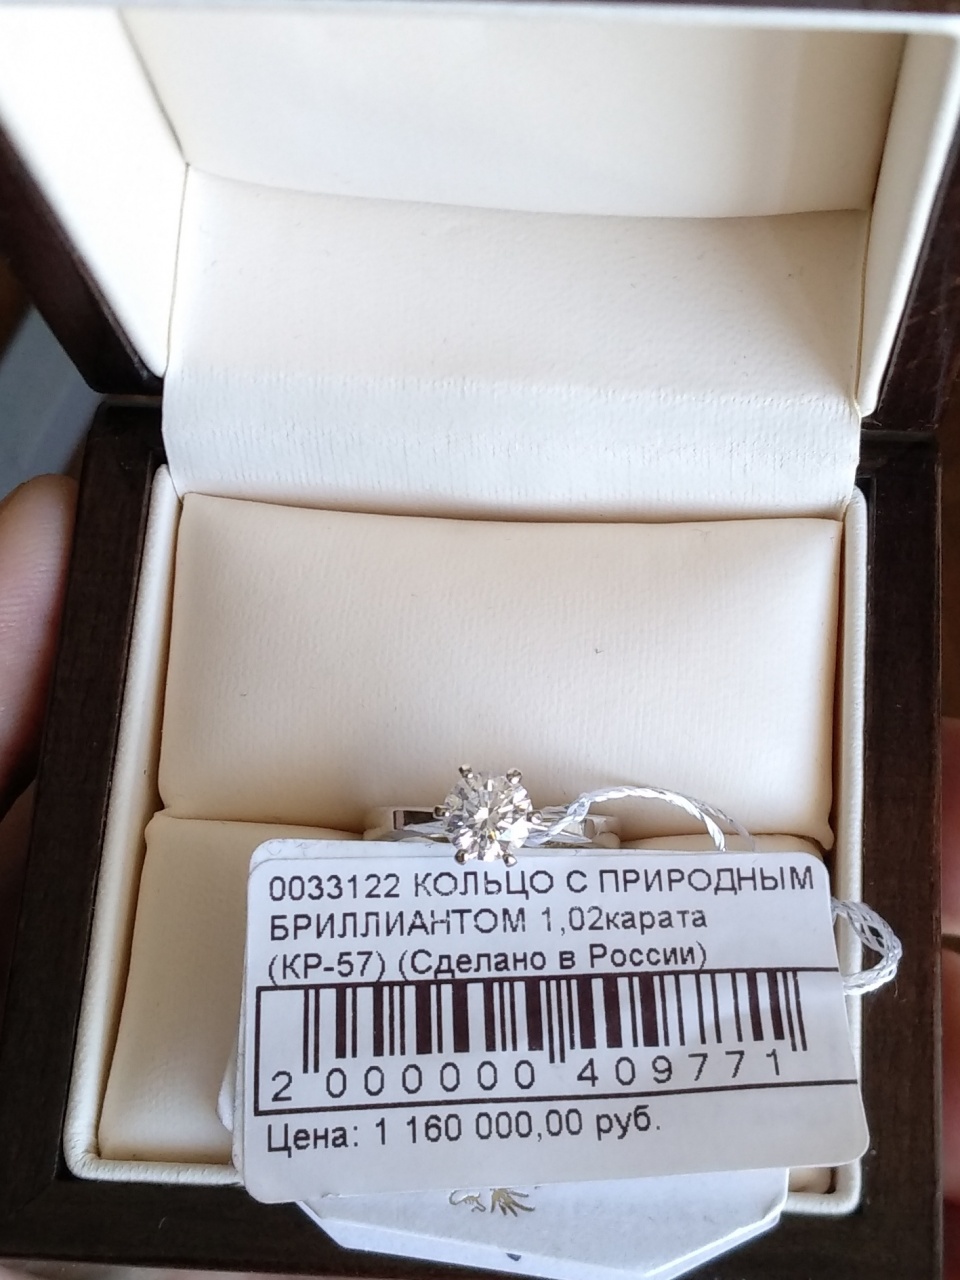 0033122 КОЛЬЦО С ПРИРОДНЫМ
БРИЛЛИАНТОМ 1,02карата
(КР-57) (Сделано в России)
2 000000 409771
Цена: 1 160 000,00 руб.